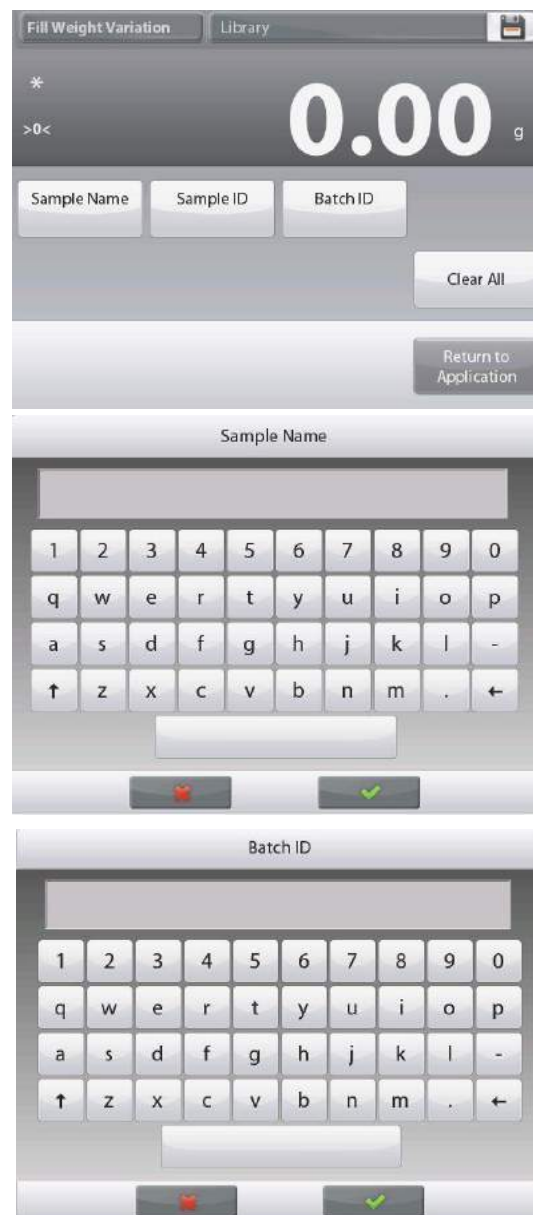 Fill Weight Variation Library
*
>0< 0.00 g
Sample Name Sample ID Batch ID
Clear All
Return to
Application
Sample Name
1 2 3 4 5 6 7 8 9 0
q w e r t y u i o p
a s d f g h j k l -
↑ z x c v b n m . ←
Batch ID
1 2 3 4 5 6 7 8 9 0
q w e r t y u i o p
a s d f g h j k l -
↑ z x c v b n m . ←